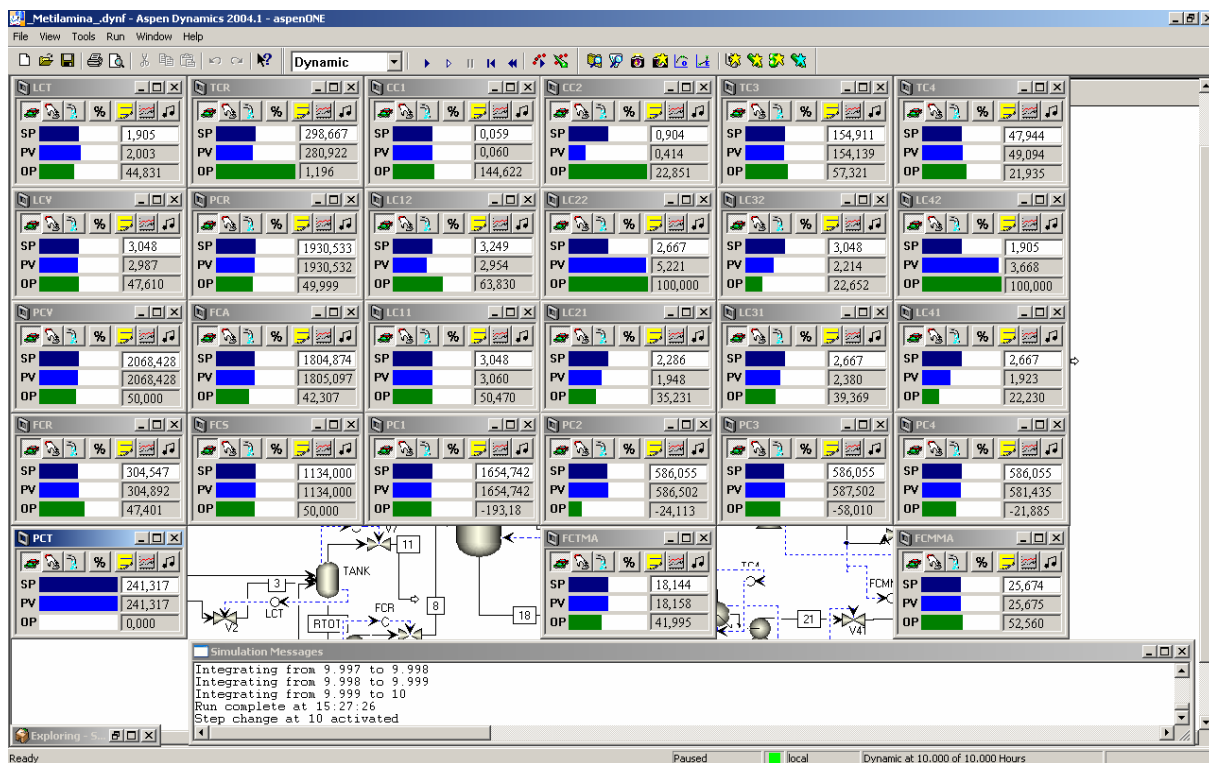 _Metilamina_.dynf - Aspen Dynamics 2004.1 - aspenONE
File View Tools Run Window Help
Dynamic
LCT TCR CC1 CC2 TC3 TC4
% % % % % %
SP 1,905 SP 298,667 SP 0,059 SP 0,904 SP 154,911 SP 47,944
PV 2,003 PV 280,922 PV 0,060 PV 0,414 PV 154,139 PV 49,094
OP 44,831 OP 1,196 OP 144,622 OP 22,851 OP 57,321 OP 21,935
LCV PCR LC12 LC22 LC32 LC42
% % % % % %
SP 3,048 SP 1930,533 SP 3,249 SP 2,667 SP 3,048 SP 1,905
PV 2,987 PV 1930,532 PV 2,954 PV 5,221 PV 2,214 PV 3,668
OP 47,610 OP 49,999 OP 63,830 OP 100,000 OP 22,652 OP 100,000
PCV FCA LC11 LC21 LC31 LC41
% % % % % %
SP 2068,428 SP 1804,874 SP 3,048 SP 2,286 SP 2,667 SP 2,667
PV 2068,428 PV 1805,097 PV 3,060 PV 1,948 PV 2,380 PV 1,923
OP 50,000 OP 42,307 OP 50,470 OP 35,231 OP 39,369 OP 22,230
FCR FCS PC1 PC2 PC3 PC4
% % % % % %
SP 304,547 SP 1134,000 SP 1654,742 SP 586,055 SP 586,055 SP 586,055
PV 304,892 PV 1134,000 PV 1654,742 PV 586,502 PV 587,502 PV 581,435
OP 47,401 OP 50,000 OP -193,18 OP -24,113 OP -58,010 OP -21,885
PCT V7 11 FCTMA FCMMA
% TANK % TC4 %
SP 241,317 3 SP 18,144 SP 25,674
PV 241,317 LCT FCR 8 18 PV 18,158 21 PV 25,675
OP 0,000 V2 RTOT OP 41,995 V41 OP 52,560
Simulation Messages
Integrating from 9.997 to 9.998
Integrating from 9.998 to 9.999
Integrating from 9.999 to 10
Run complete at 15:27:26
Step change at 10 activated
Exploring - S...
Ready Paused local Dynamic at 10.000 of 10.000 Hours